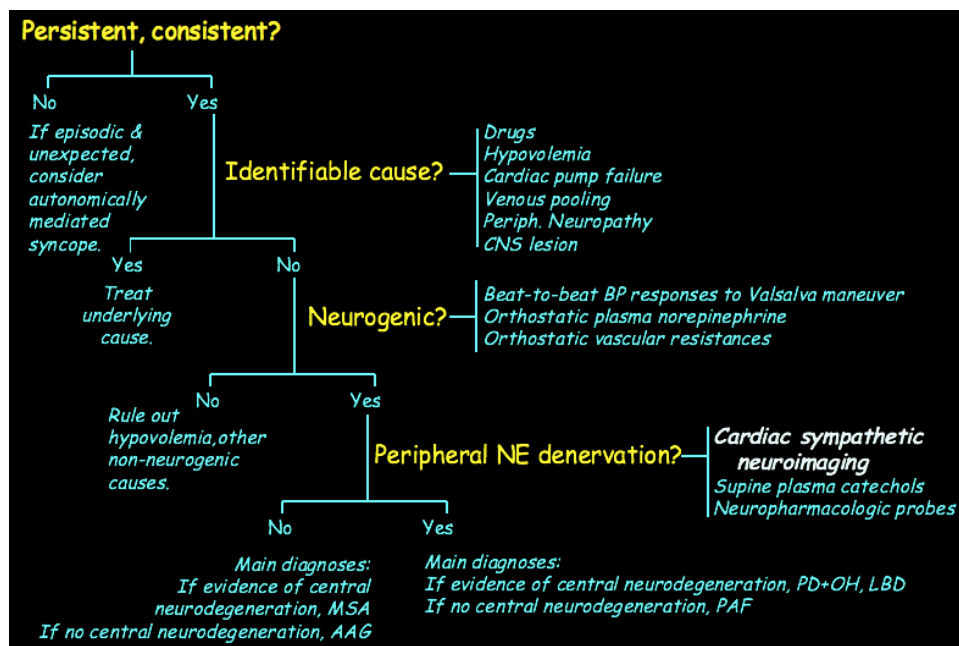 Persistent, consistent?
No
Yes
If episodic &
unexpected,
consider
autonomically
mediated
syncope.
Identifiable cause?
Drugs
Hypovolemia
Cardiac pump failure
Venous pooling
Periph. Neuropathy
CNS lesion
Yes
No
Treat
underlying
cause.
Neurogenic?
Beat-to-beat BP responses to Valsalva maneuver
Orthostatic plasma norepinephrine
Orthostatic vascular resistances
No
Yes
Rule out
hypovolemia,other
non-neurogenic
causes.
Peripheral NE denervation?
Cardiac sympathetic
neuroimaging
Supine plasma catechols
Neuropharmacologic probes
No
Yes
Main diagnoses:
If evidence of central
neurodegeneration, MSA
If no central neurodegeneration, AAG
Main diagnoses:
If evidence of central neurodegeneration, PD+OH, LBD
If no central neurodegeneration, PAF